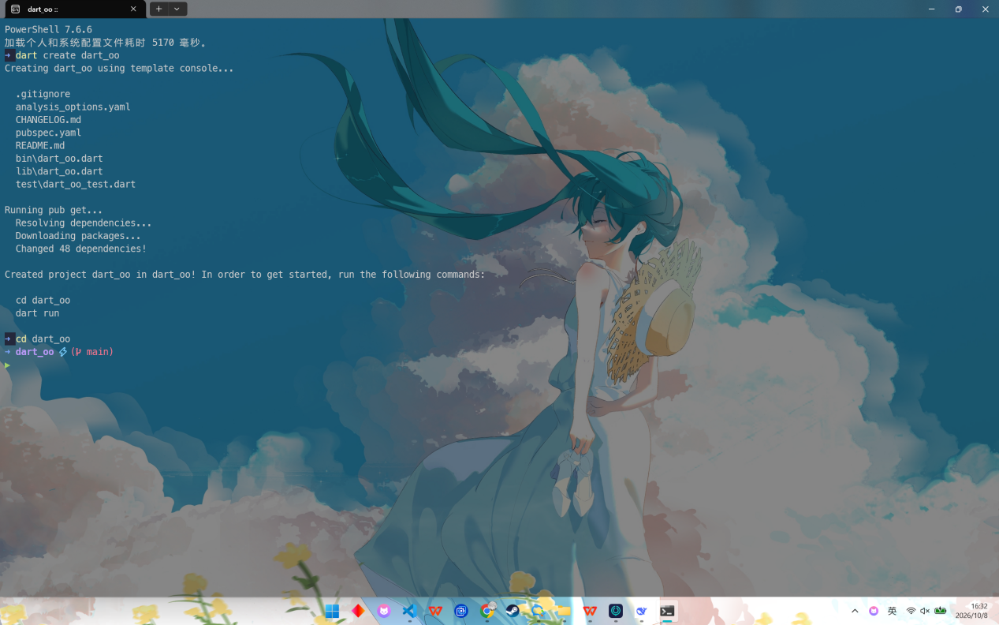 dart_oo ::
PowerShell 7.6.6
加载个人和系统配置文件耗时 5170 毫秒。
dart create dart_oo
Creating dart_oo using template console...
.gitignore
analysis_options.yaml
CHANGELOG.md
pubspec.yaml
README.md
bin\dart_oo.dart
lib\dart_oo.dart
test\dart_oo_test.dart
Running pub get...
Resolving dependencies...
Downloading packages...
Changed 48 dependencies!
Created project dart_oo in dart_oo! In order to get started, run the following commands:
cd dart_oo
dart run
cd dart_oo
dart_oo (main)
英
16:32
2026/10/8